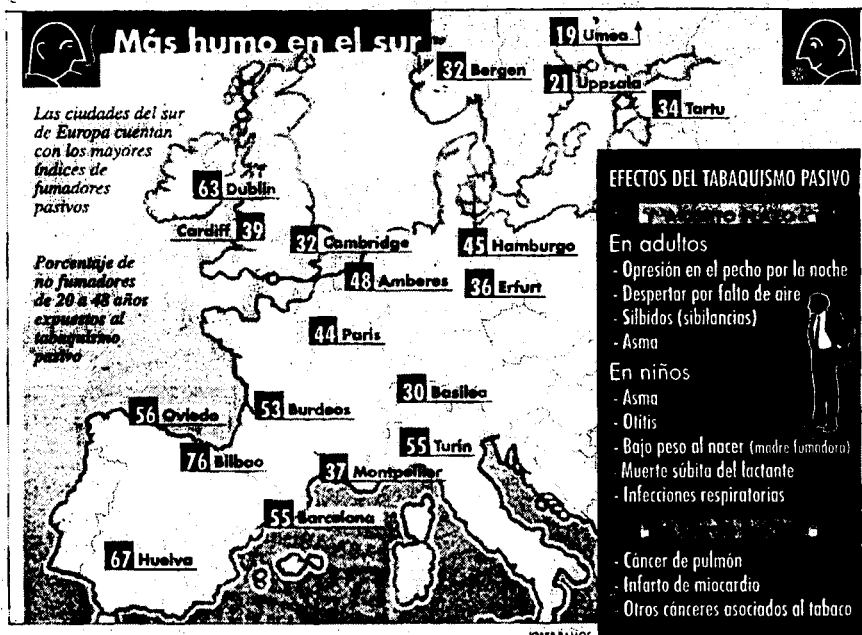 Más humo en el sur
Las ciudades del sur
de Europa cuentan
con los mayores
índices de
fumadores
pasivos
Porcentaje de
no fumadores
de 20 a 48 años
expuestos al
tabaquismo
pasivo
19 Umea
32 Bergen
21 Uppsala
34 Tartu
63 Dublín
Cardiff 39
32 Cambridge
45 Hamburgo
48 Amberes
36 Erfurt
44 París
30 Basilea
56 Oviedo
53 Burdeos
55 Turín
76 Bilbao
37 Montpellier
55 Barcelona
67 Huelva
EFECTOS DEL TABAQUISMO PASIVO
En adultos
- Opresión en el pecho por la noche
- Despertar por falta de aire
- Silbidos (sibilancias)
- Asma
En niños
- Asma
- Otitis
- Bajo peso al nacer (madre fumadora)
- Muerte súbita del lactante
- Infecciones respiratorias
- Cáncer de pulmón
- Infarto de miocardio
- Otros cánceres asociados al tabaco